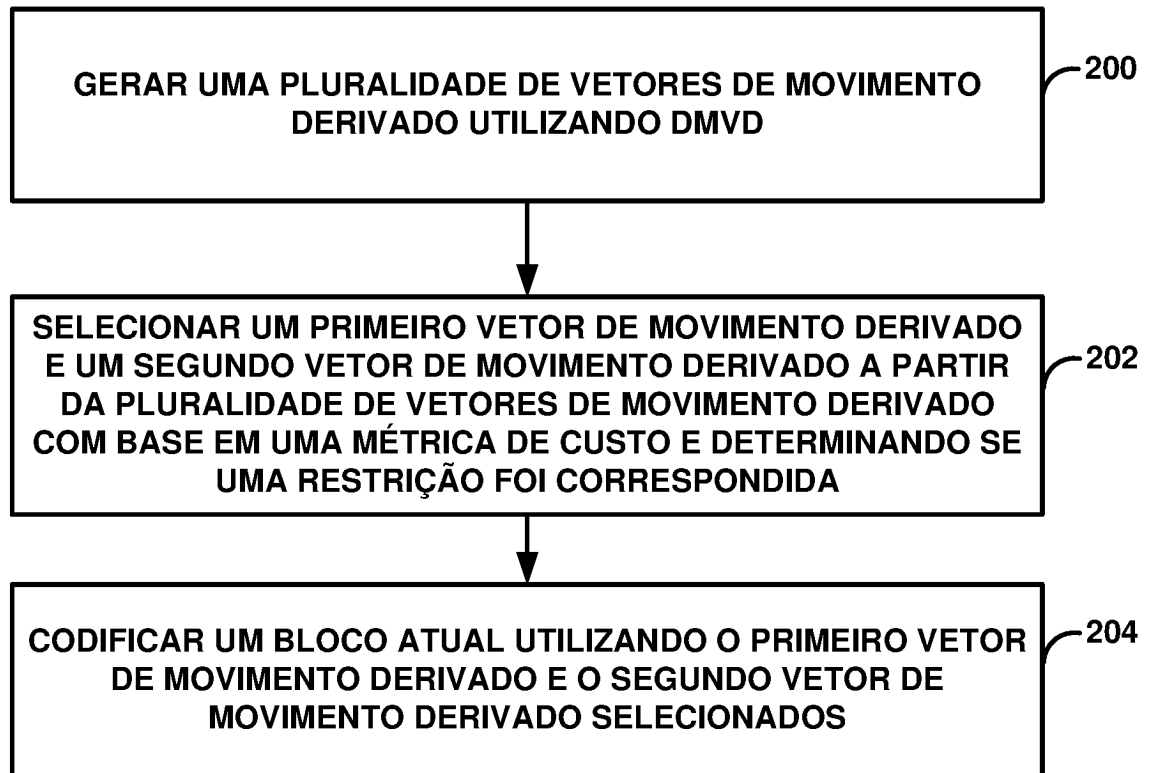 GERAR UMA PLURALIDADE DE VETORES DE MOVIMENTO
DERIVADO UTILIZANDO DMVD
200
SELECIONAR UM PRIMEIRO VETOR DE MOVIMENTO DERIVADO
E UM SEGUNDO VETOR DE MOVIMENTO DERIVADO A PARTIR
DA PLURALIDADE DE VETORES DE MOVIMENTO DERIVADO
COM BASE EM UMA MÉTRICA DE CUSTO E DETERMINANDO SE
UMA RESTRIÇÃO FOI CORRESPONDIDA
202
CODIFICAR UM BLOCO ATUAL UTILIZANDO O PRIMEIRO VETOR
DE MOVIMENTO DERIVADO E O SEGUNDO VETOR DE
MOVIMENTO DERIVADO SELECIONADOS
204